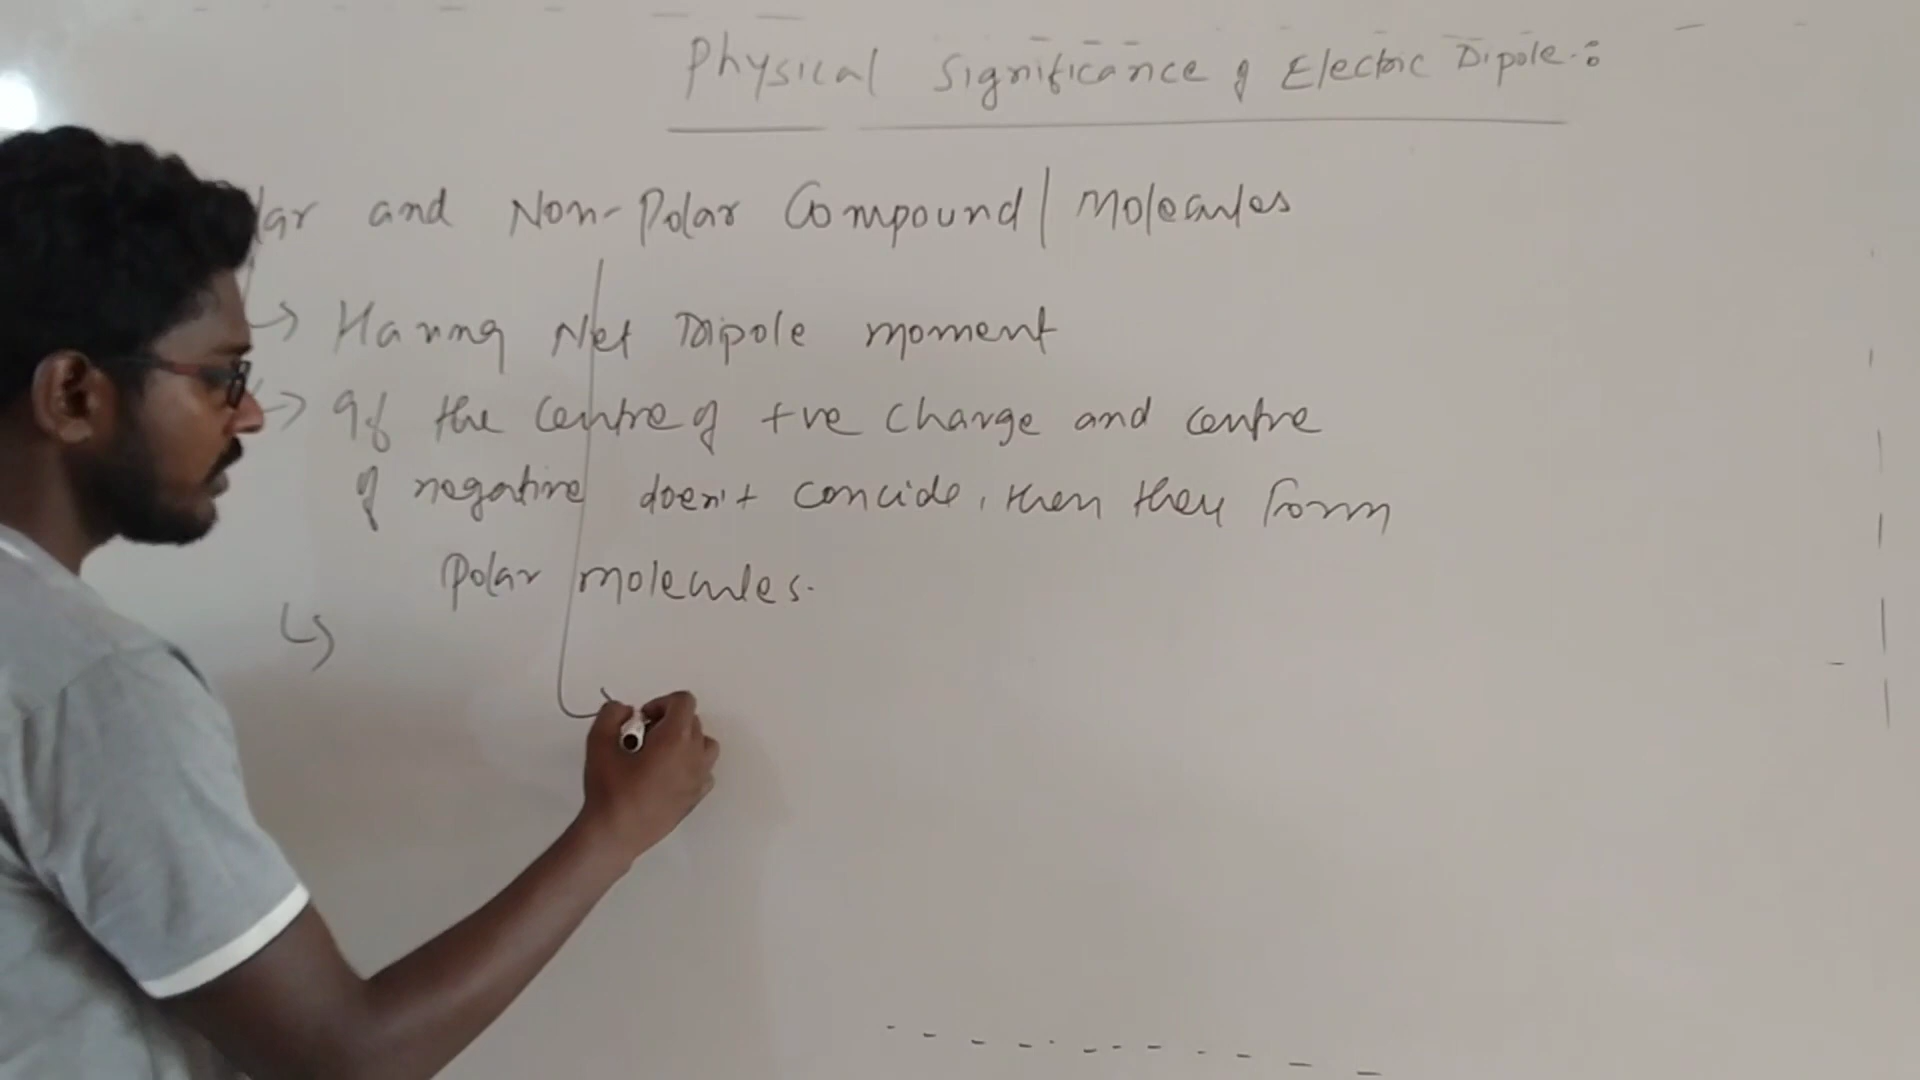 Physical Significance of Electric Dipole :
lar and Non-Polar Compound | Molecules
→ Having Net Dipole moment
→ If the Centre of +ve Charge and centre
of negative doesn't concide, then they form
Polar molecules.